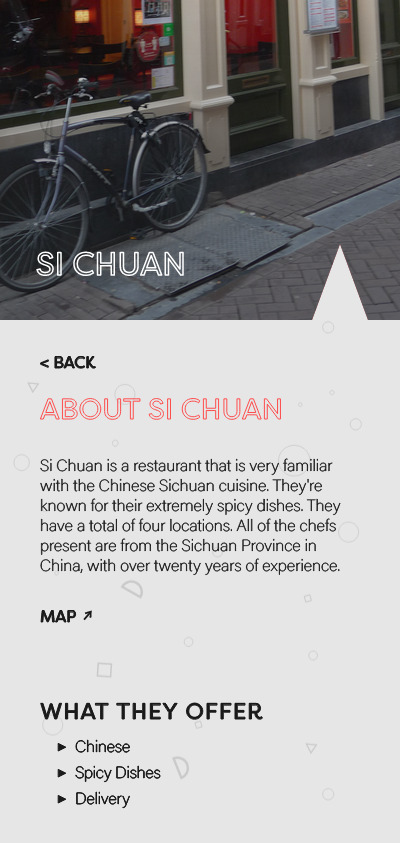 SI CHUAN
< BACK
ABOUT SI CHUAN
Si Chuan is a restaurant that is very familiar
with the Chinese Sichuan cuisine. They're
known for their extremely spicy dishes. They
have a total of four locations. All of the chefs
present are from the Sichuan Province in
China, with over twenty years of experience.
MAP ↗
WHAT THEY OFFER
► Chinese
► Spicy Dishes
► Delivery